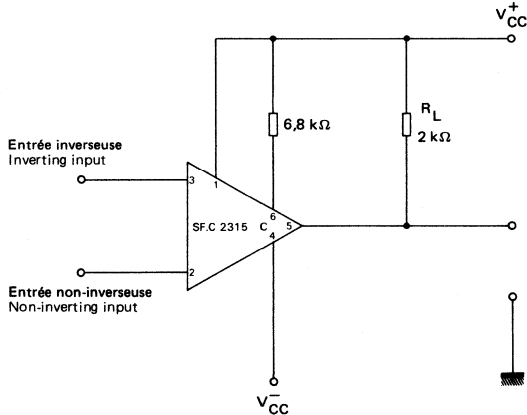 V+CC
6,8 kΩ
RL
2 kΩ
Entrée inverseuse
Inverting input
3
1
6
SF.C 2315 C
5
4
2
Entrée non-inverseuse
Non-inverting input
V−CC